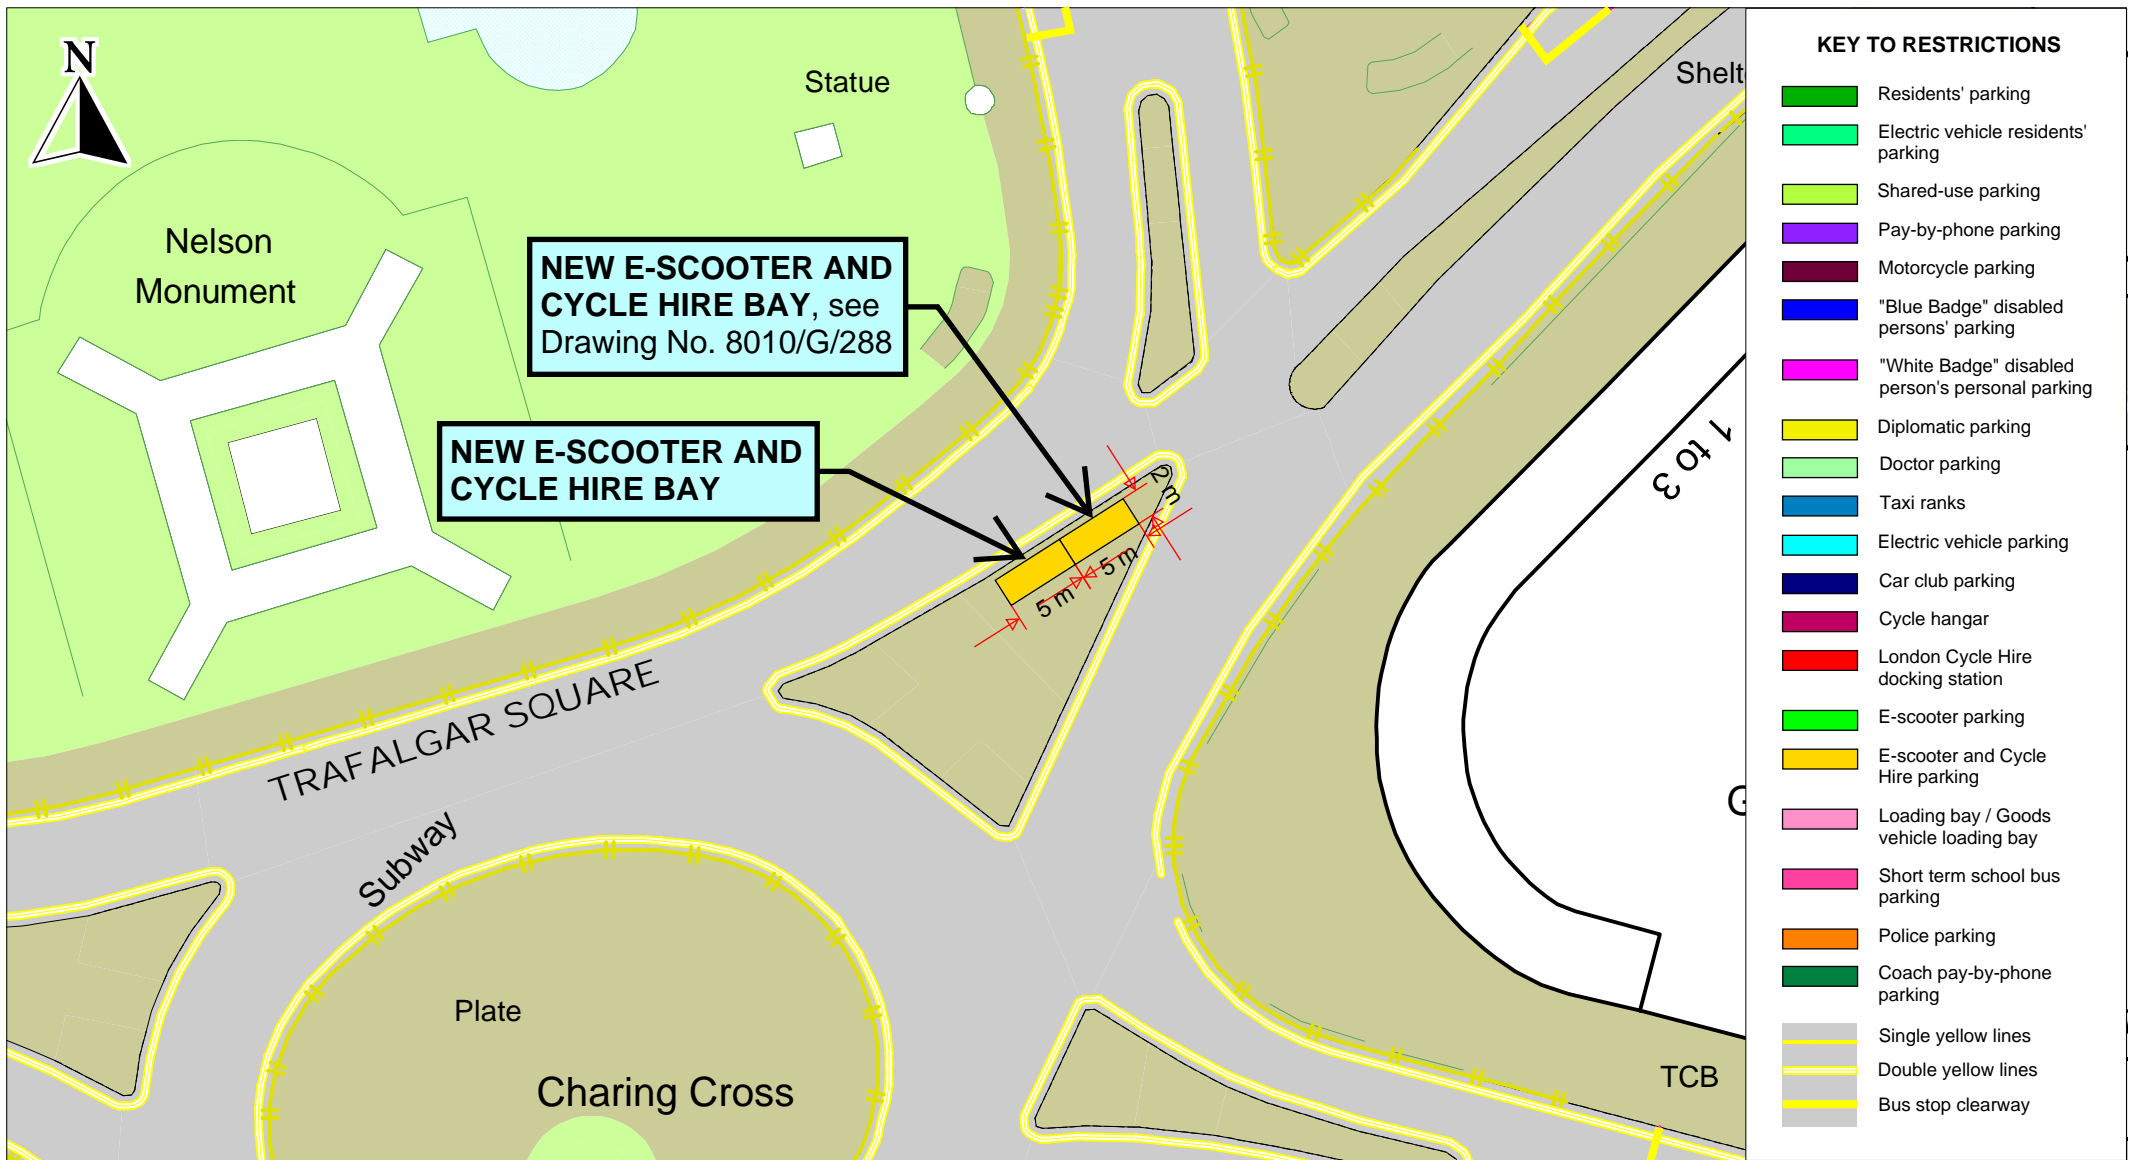 N
Statue
Nelson
Monument
NEW E-SCOOTER AND
CYCLE HIRE BAY, see
Drawing No. 8010/G/288
NEW E-SCOOTER AND
CYCLE HIRE BAY
2 m
5 m
5 m
TRAFALGAR SQUARE
Subway
Plate
Charing Cross
1 to 3
TCB
KEY TO RESTRICTIONS
Residents' parking
Electric vehicle residents'
parking
Shared-use parking
Pay-by-phone parking
Motorcycle parking
"Blue Badge" disabled
persons' parking
"White Badge" disabled
person's personal parking
Diplomatic parking
Doctor parking
Taxi ranks
Electric vehicle parking
Car club parking
Cycle hangar
London Cycle Hire
docking station
E-scooter parking
E-scooter and Cycle
Hire parking
Loading bay / Goods
vehicle loading bay
Short term school bus
parking
Police parking
Coach pay-by-phone
parking
Single yellow lines
Double yellow lines
Bus stop clearway